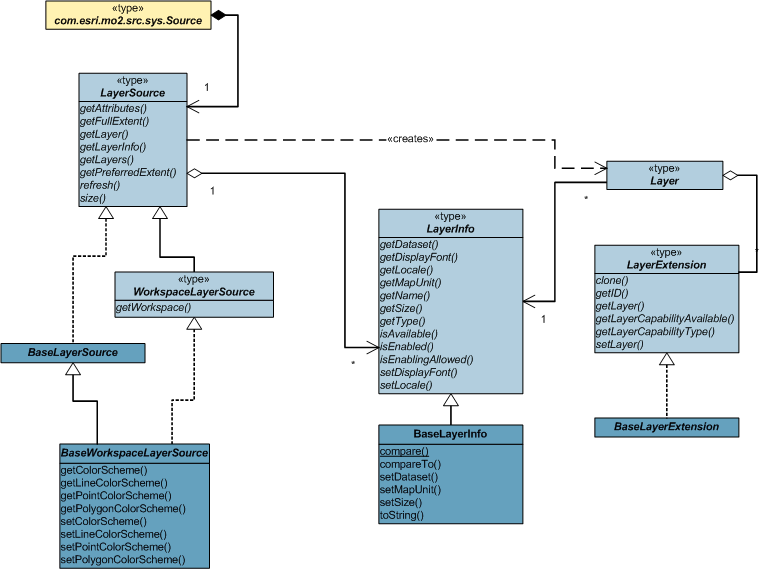 «type»
com.esri.mo2.src.sys.Source
1
«type»
LayerSource
getAttributes()
getFullExtent()
getLayer()
getLayerInfo()
getLayers()
getPreferredExtent()
refresh()
size()
«creates»
1
«type»
Layer
*
«type»
LayerInfo
getDataset()
getDisplayFont()
getLocale()
getMapUnit()
getName()
getSize()
getType()
isAvailable()
isEnabled()
isEnablingAllowed()
setDisplayFont()
setLocale()
*
1
*
«type»
LayerExtension
clone()
getID()
getLayer()
getLayerCapabilityAvailable()
getLayerCapabilityType()
setLayer()
«type»
WorkspaceLayerSource
getWorkspace()
BaseLayerSource
BaseWorkspaceLayerSource
getColorScheme()
getLineColorScheme()
getPointColorScheme()
getPolygonColorScheme()
setColorScheme()
setLineColorScheme()
setPointColorScheme()
setPolygonColorScheme()
BaseLayerInfo
compare()
compareTo()
setDataset()
setMapUnit()
setSize()
toString()
BaseLayerExtension